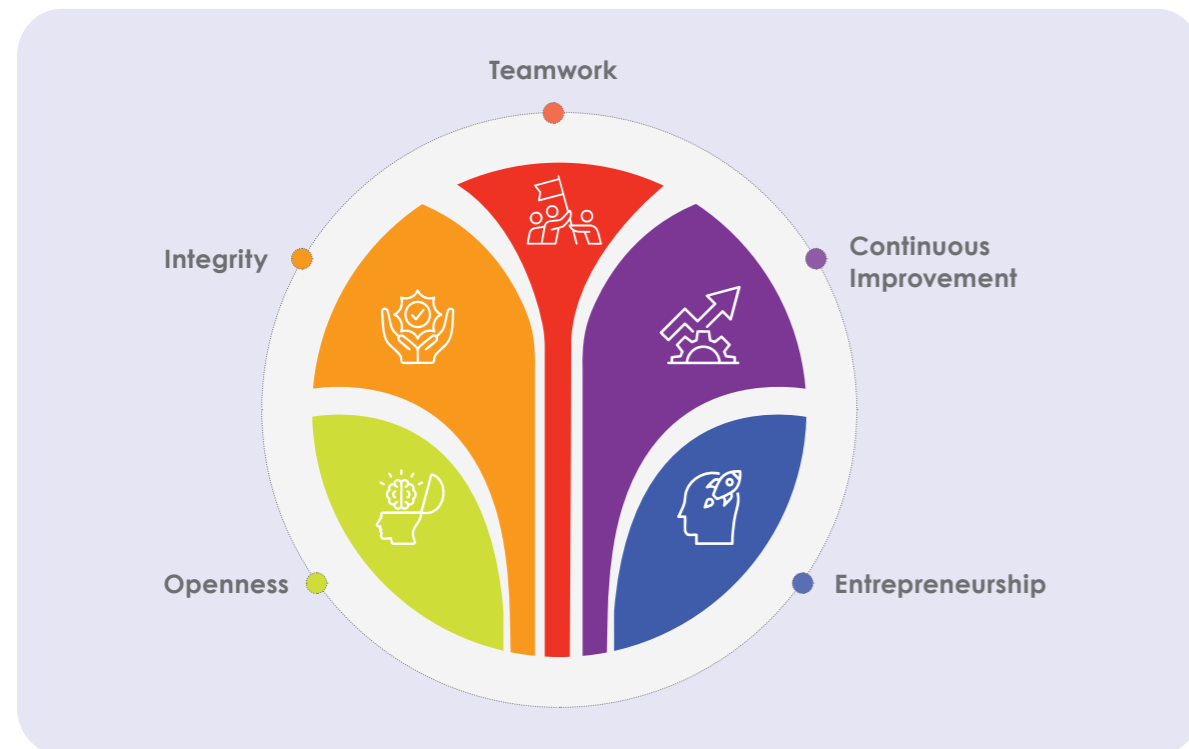 Teamwork
Integrity
Continuous
Improvement
Openness
Entrepreneurship